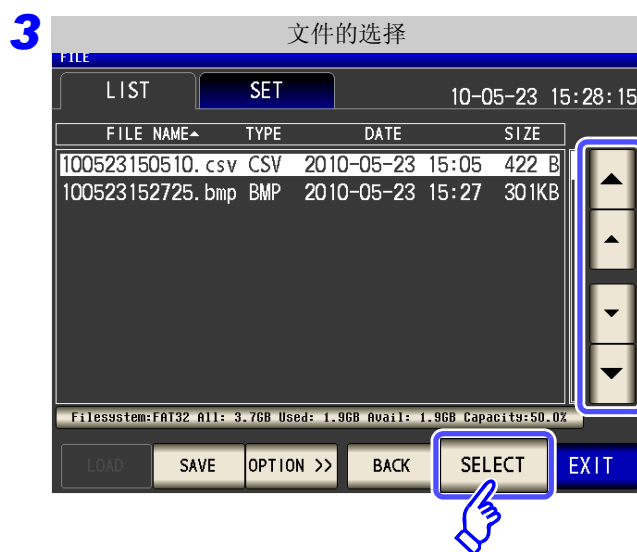 3
文件的选择
FILE
LIST SET 10-05-23 15:28:15
FILE NAME▲ TYPE DATE SIZE
100523150510.csv CSV 2010-05-23 15:05 422 B
100523152725.bmp BMP 2010-05-23 15:27 301KB
Filesystem:FAT32 All: 3.7GB Used: 1.9GB Avail: 1.9GB Capacity:50.0%
LOAD SAVE OPTION >> BACK SELECT EXIT